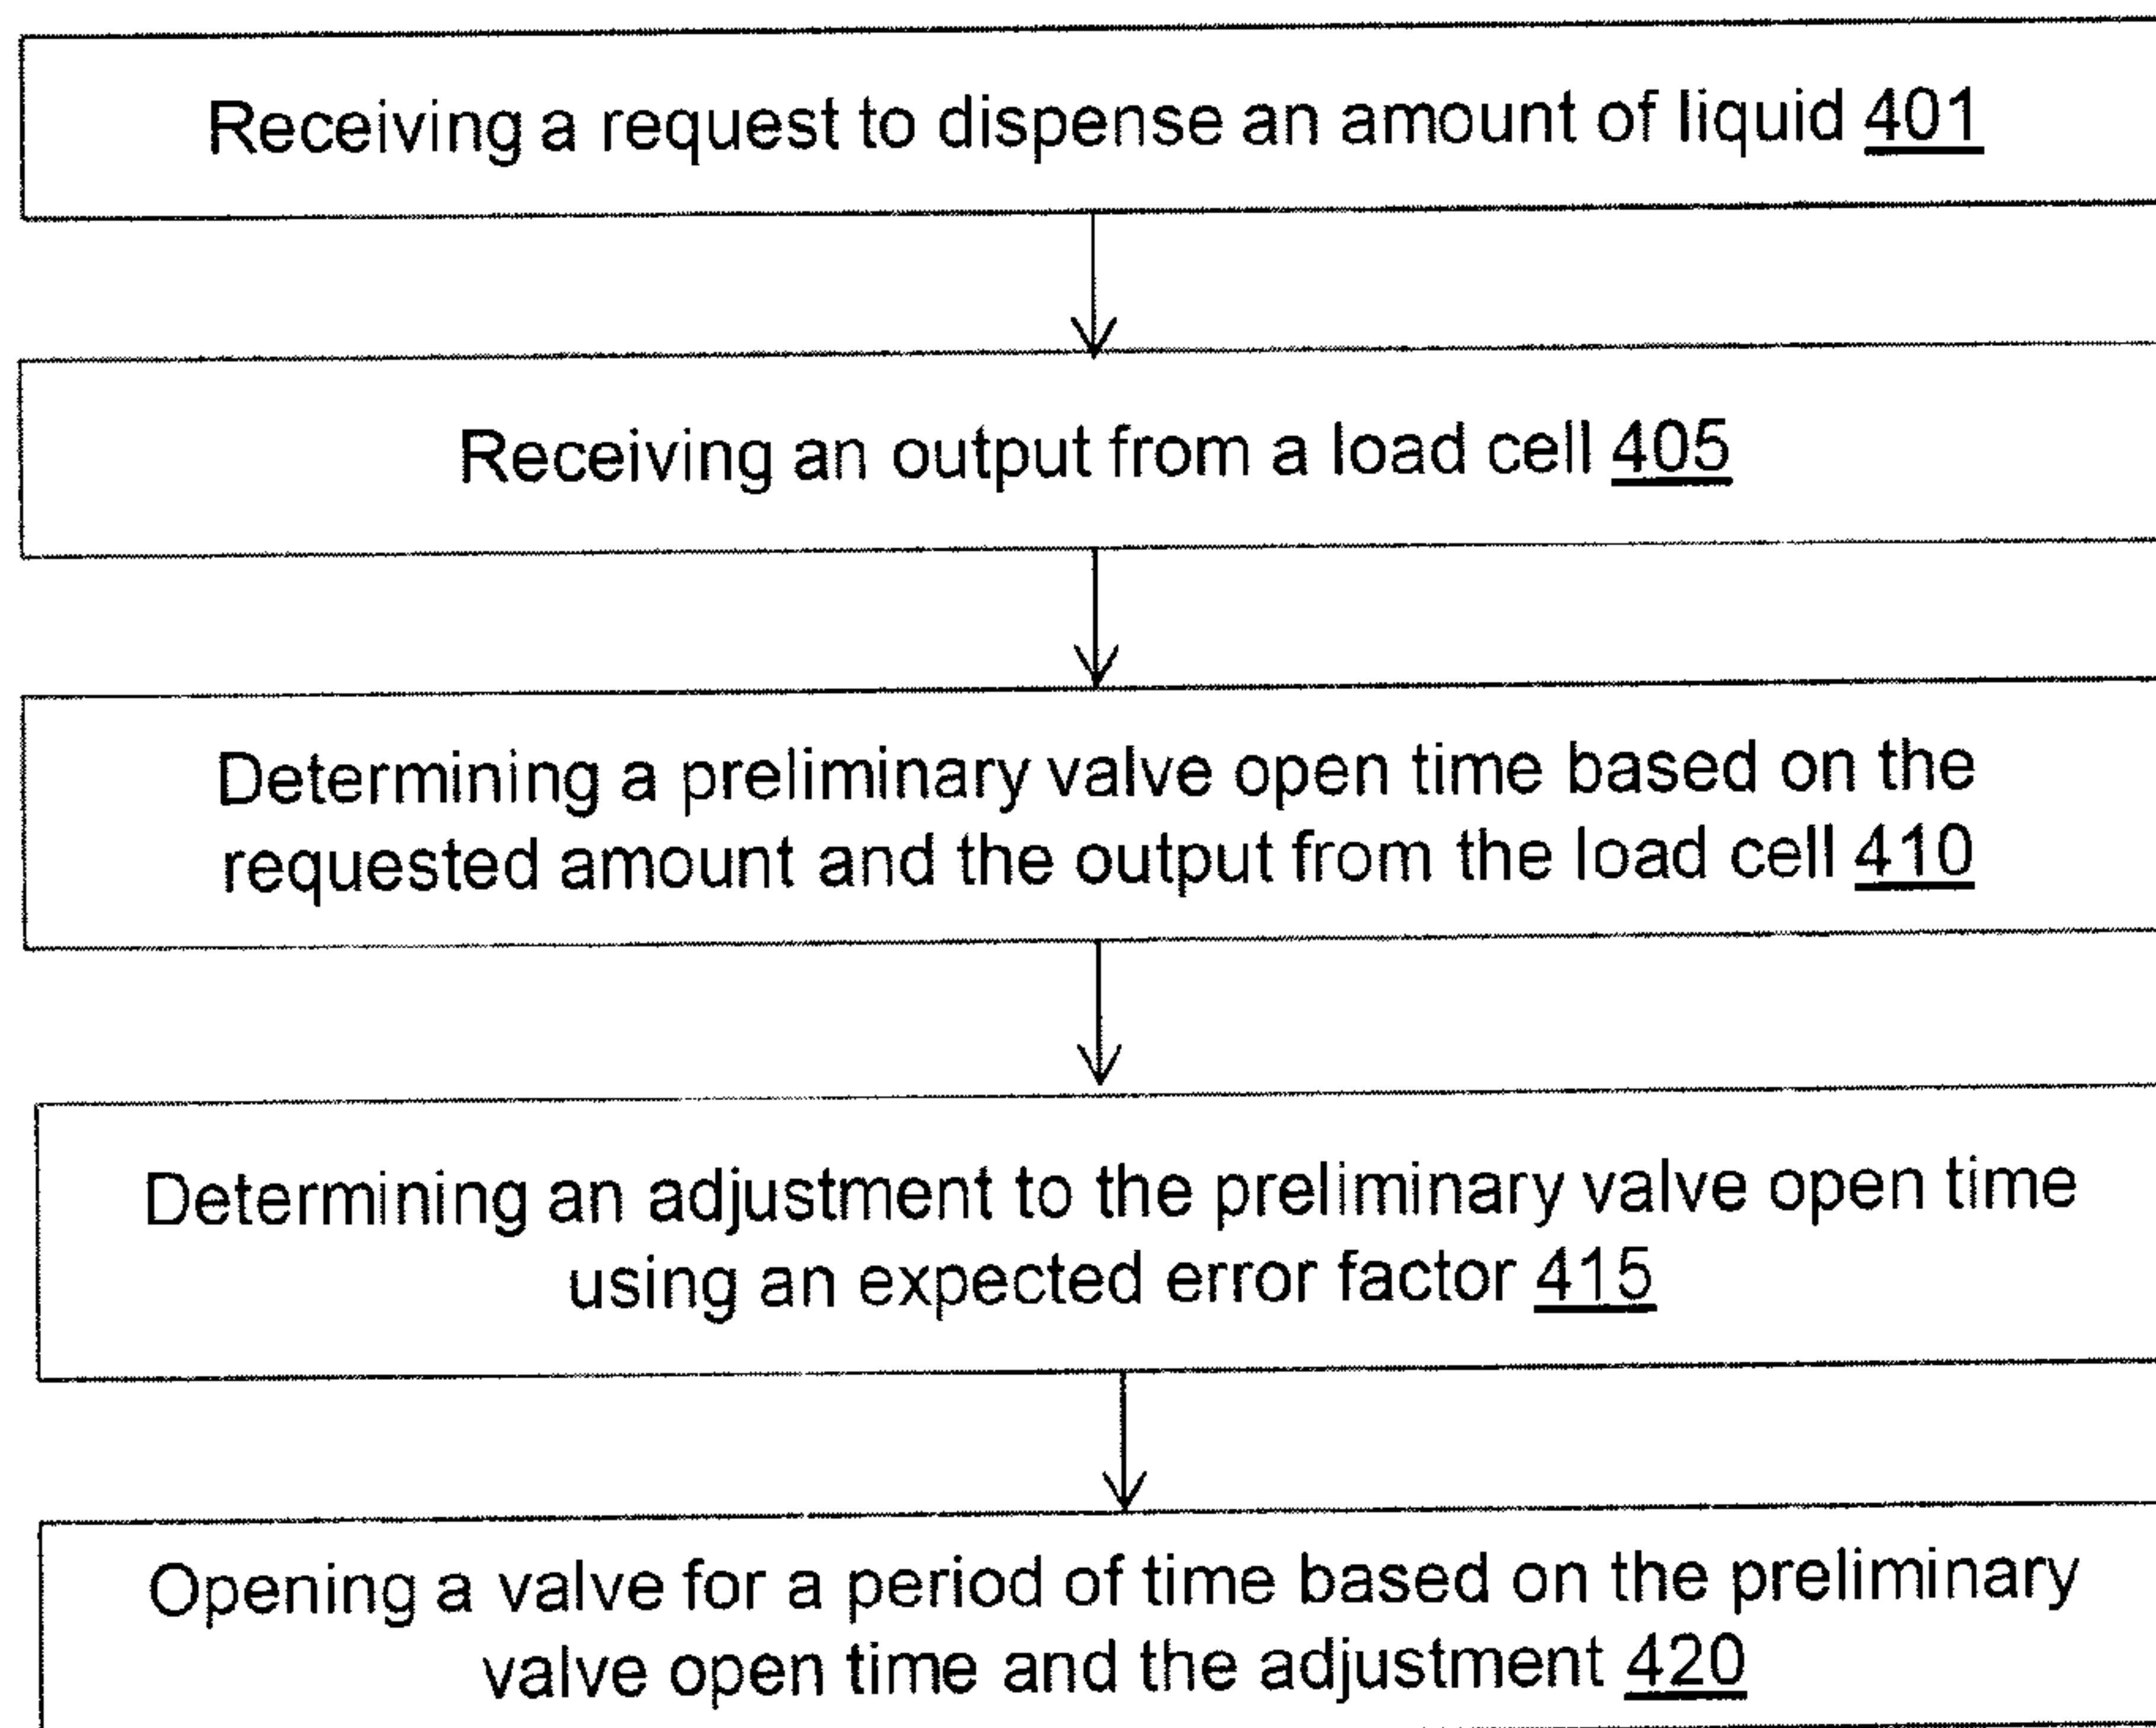 Receiving a request to dispense an amount of liquid 401
Receiving an output from a load cell 405
Determining a preliminary valve open time based on the
requested amount and the output from the load cell 410
Determining an adjustment to the preliminary valve open time
using an expected error factor 415
Opening a valve for a period of time based on the preliminary
valve open time and the adjustment 420